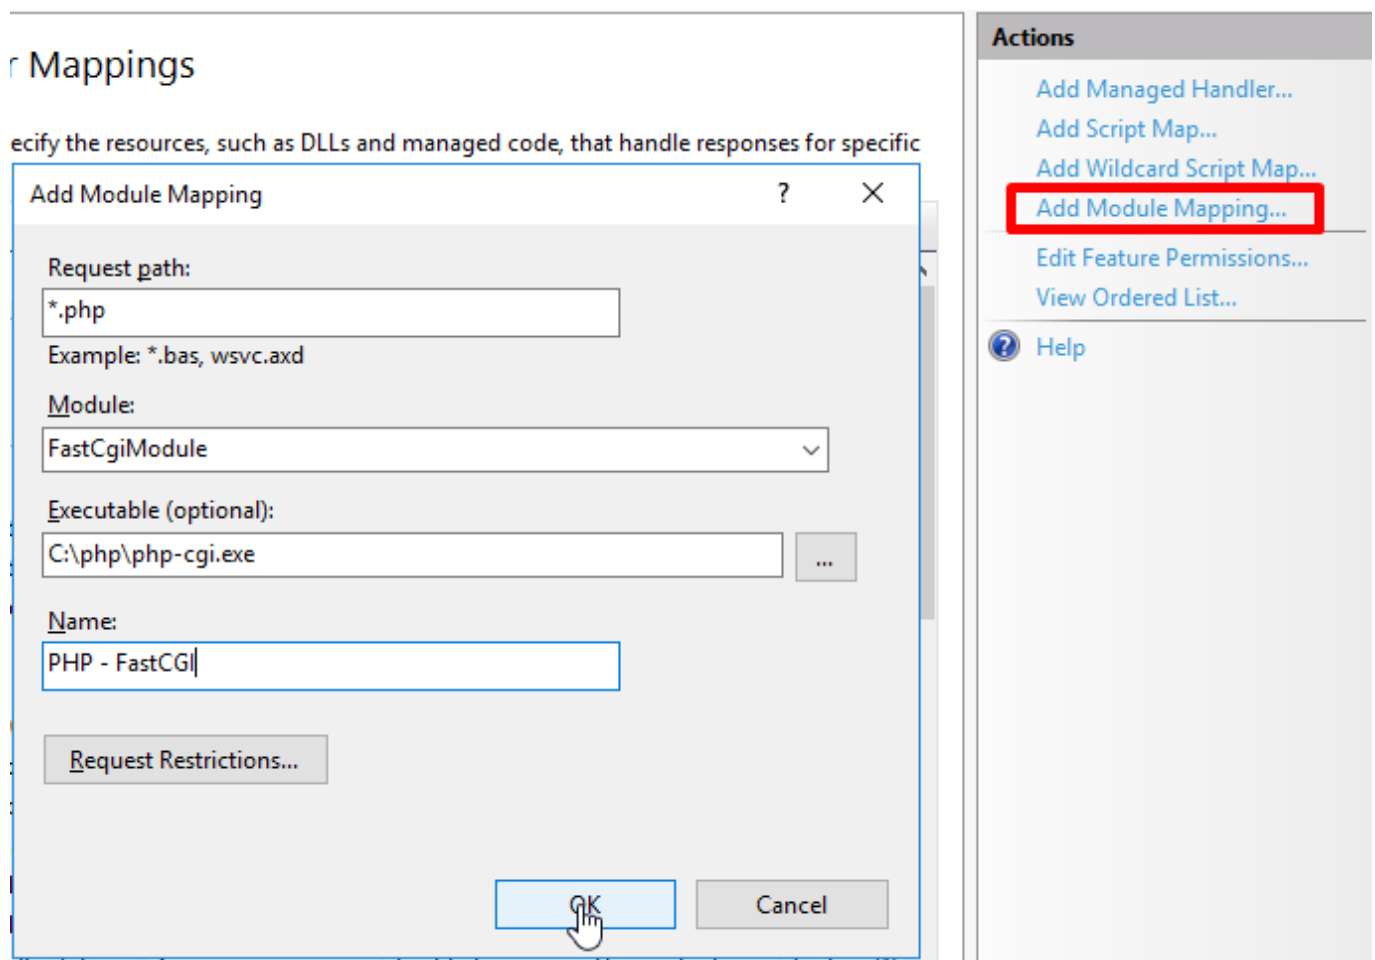 r Mappings
ecify the resources, such as DLLs and managed code, that handle responses for specific
Add Module Mapping
?
Request path:
*.php
Example: *.bas, wsvc.axd
Module:
FastCgiModule
Executable (optional):
C:\php\php-cgi.exe
...
Name:
PHP - FastCGI
Request Restrictions...
OK
Cancel
Actions
Add Managed Handler...
Add Script Map...
Add Wildcard Script Map...
Add Module Mapping...
Edit Feature Permissions...
View Ordered List...
? Help